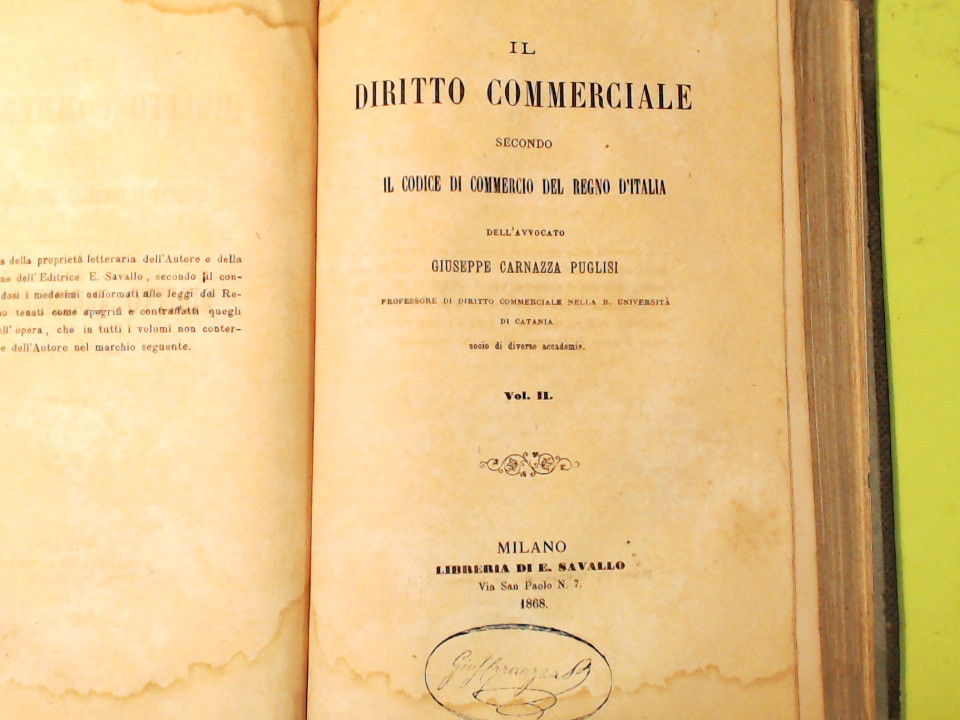 a della proprietà letteraria dell'Autore e della
ne dell'Editrice E. Savallo, secondo il con-
dosi i medesimi uniformati alle leggi del Re-
no tenuti come apogrifi e contraffatti quegli
ell'opera, che in tutti i volumi non conter-
e dell'Autore nel marchio seguente.
IL
DIRITTO COMMERCIALE
SECONDO
IL CODICE DI COMMERCIO DEL REGNO D'ITALIA
DELL'AVVOCATO
GIUSEPPE CARNAZZA PUGLISI
PROFESSORE DI DIRITTO COMMERCIALE NELLA R. UNIVERSITÀ
DI CATANIA
socio di diverse accademie.
Vol. II.
MILANO
LIBRERIA DI E. SAVALLO
Via San Paolo N. 7.
1868.